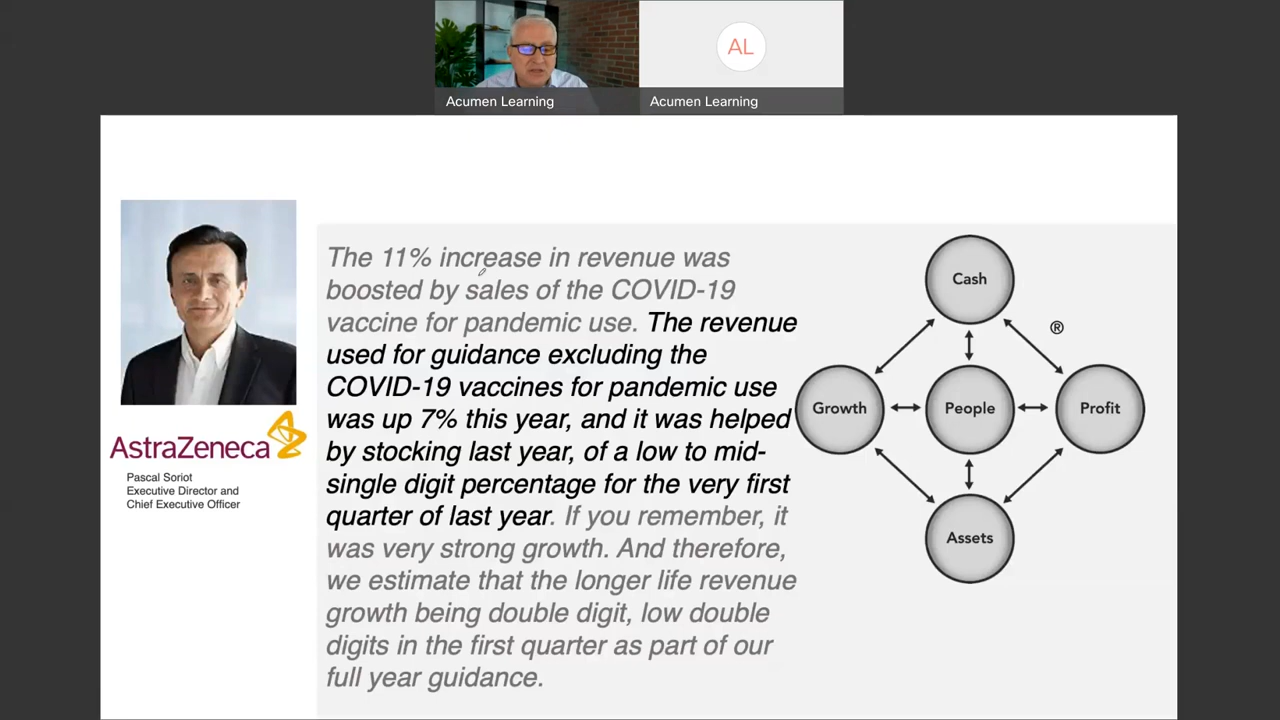 AL
Acumen Learning
Acumen Learning
The 11% increase in revenue was
boosted by sales of the COVID-19
vaccine for pandemic use. The revenue
used for guidance excluding the
COVID-19 vaccines for pandemic use
was up 7% this year, and it was helped
by stocking last year, of a low to mid-
single digit percentage for the very first
quarter of last year. If you remember, it
was very strong growth. And therefore,
we estimate that the longer life revenue
growth being double digit, low double
digits in the first quarter as part of our
full year guidance.
AstraZeneca
Pascal Soriot
Executive Director and
Chief Executive Officer
Cash
®
Growth
People
Profit
Assets